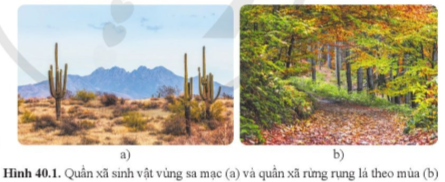 a)
b)
Hình 40.1. Quần xã sinh vật vùng sa mạc (a) và quần xã rừng rụng lá theo mùa (b)